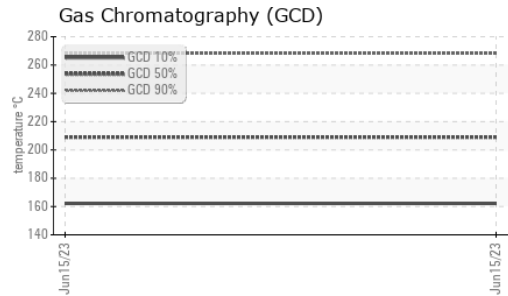 Gas Chromatography (GCD)
280
260
240
220
200
180
160
140
temperature °C
GCD 10%
GCD 50%
GCD 90%
Jun15/23
Jun15/23